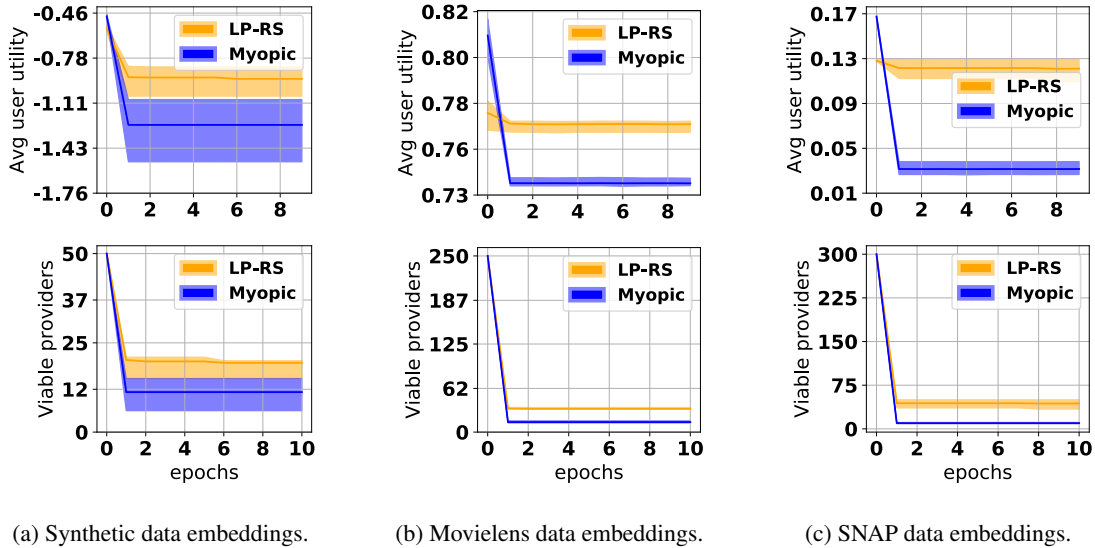 Avg user utility
-0.46
-0.78
-1.11
-1.43
-1.76
0 2 4 6 8
LP-RS
Myopic
Avg user utility
0.82
0.80
0.78
0.76
0.73
0 2 4 6 8
LP-RS
Myopic
Avg user utility
0.17
0.13
0.09
0.05
0.01
0 2 4 6 8
LP-RS
Myopic
Viable providers
50
37
25
12
0
0 2 4 6 8 10
epochs
LP-RS
Myopic
Viable providers
250
187
125
62
0
0 2 4 6 8 10
epochs
LP-RS
Myopic
Viable providers
300
225
150
75
0
0 2 4 6 8 10
epochs
LP-RS
Myopic
(a) Synthetic data embeddings.
(b) Movielens data embeddings.
(c) SNAP data embeddings.